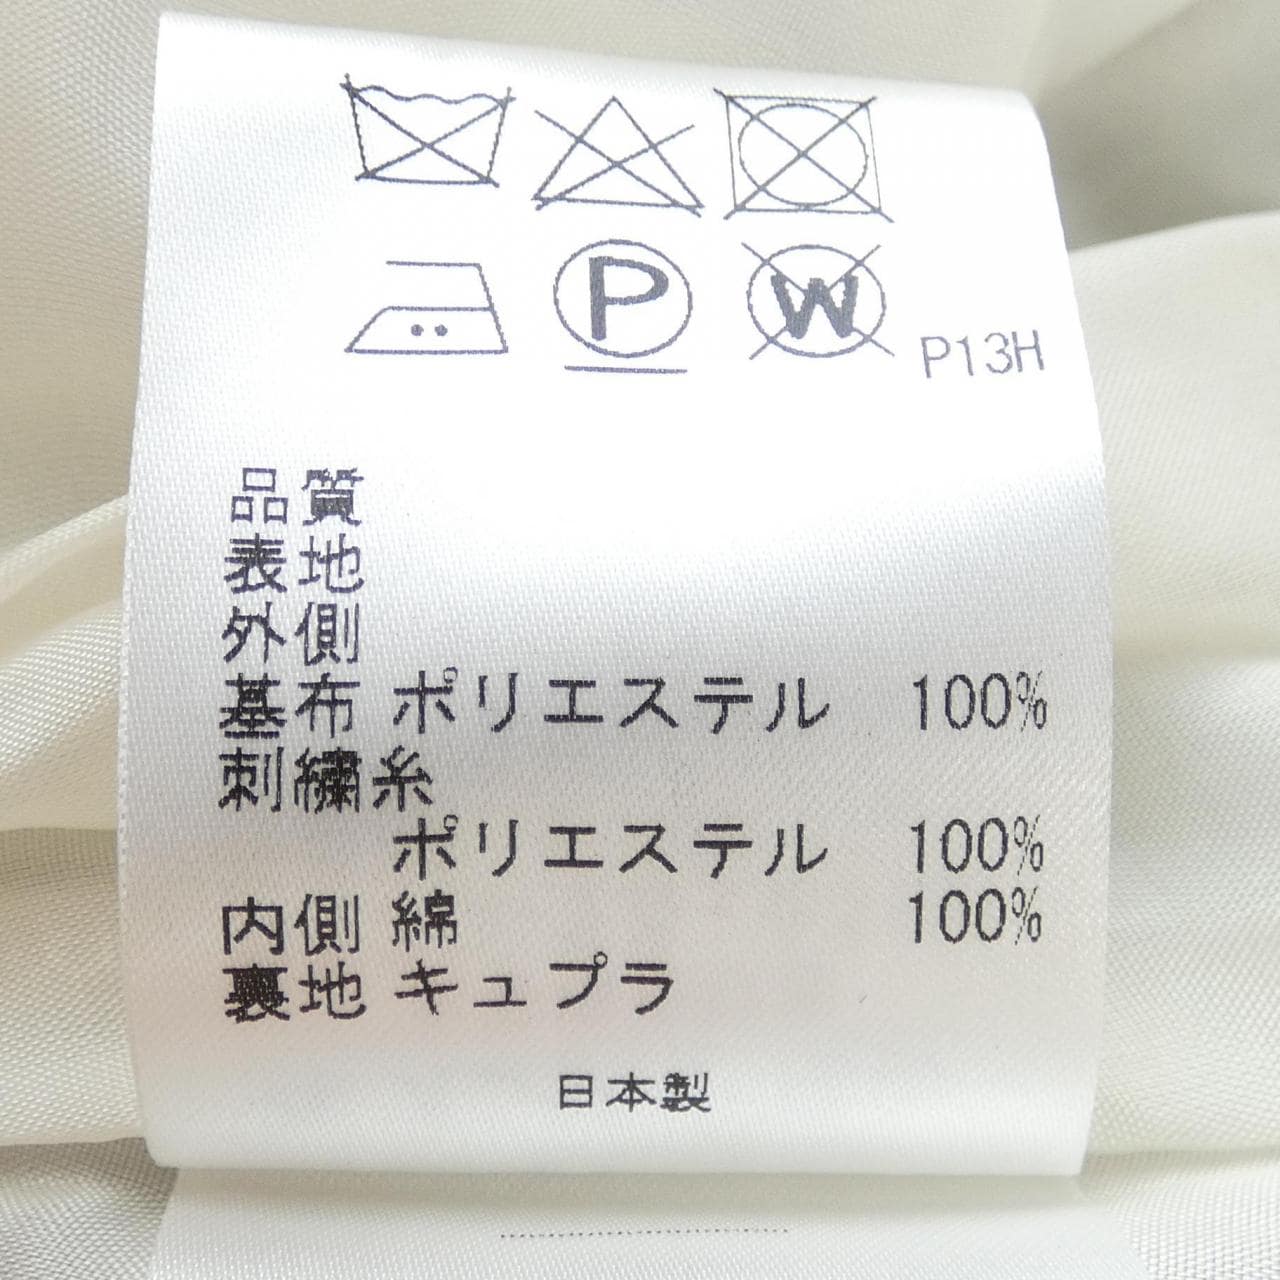 P
W
P13H
品質
表地
外側
基布 ポリエステル 100%
刺繍糸
ポリエステル 100%
内側 綿 100%
裏地 キュプラ
日本製